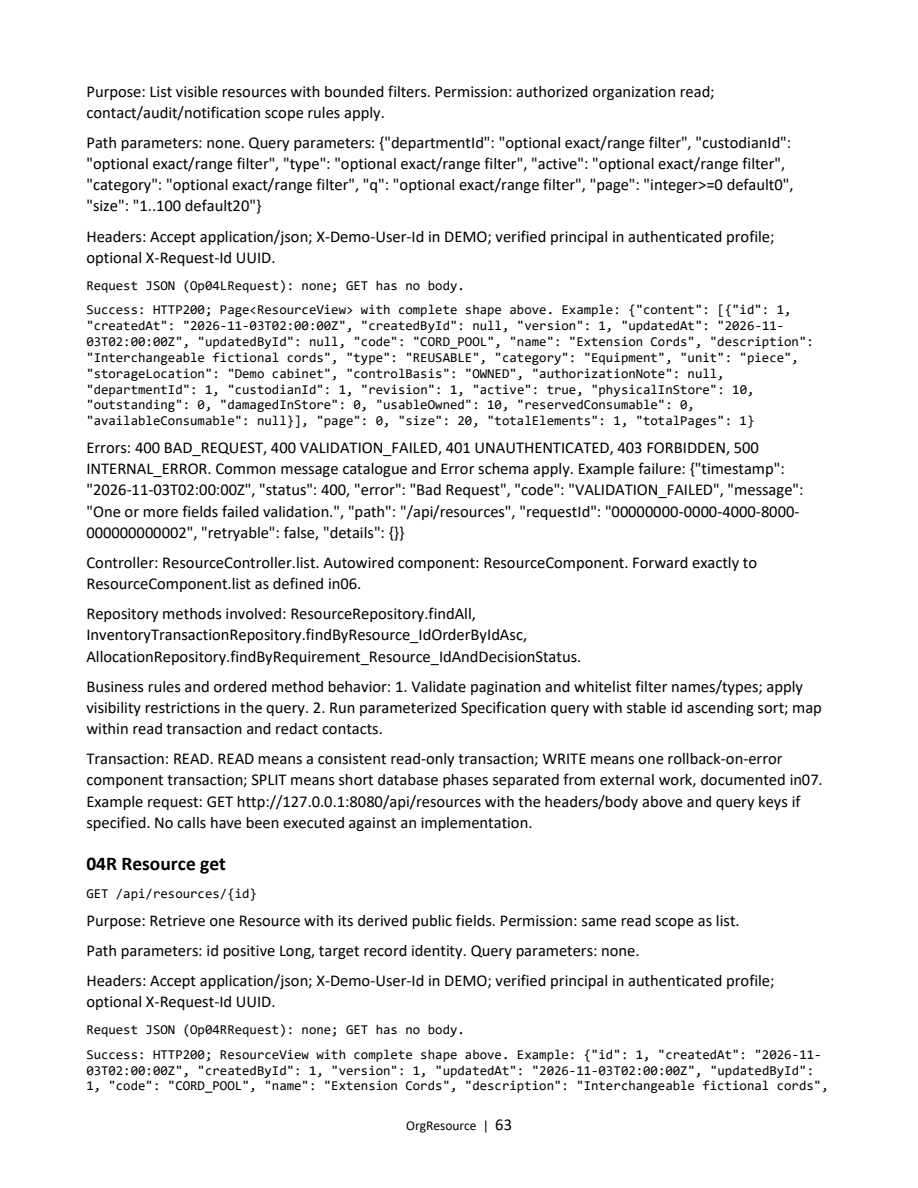 Purpose: List visible resources with bounded filters. Permission: authorized organization read;
contact/audit/notification scope rules apply.
Path parameters: none. Query parameters: {"departmentId": "optional exact/range filter", "custodianId":
"optional exact/range filter", "type": "optional exact/range filter", "active": "optional exact/range filter",
"category": "optional exact/range filter", "q": "optional exact/range filter", "page": "integer>=0 default0",
"size": "1..100 default20"}
Headers: Accept application/json; X-Demo-User-Id in DEMO; verified principal in authenticated profile;
optional X-Request-Id UUID.
Request JSON (Op04LRequest): none; GET has no body.
Success: HTTP200; Page<ResourceView> with complete shape above. Example: {"content": [{"id": 1,
"createdAt": "2026-11-03T02:00:00Z", "createdById": null, "version": 1, "updatedAt": "2026-11-
03T02:00:00Z", "updatedById": null, "code": "CORD_POOL", "name": "Extension Cords", "description":
"Interchangeable fictional cords", "type": "REUSABLE", "category": "Equipment", "unit": "piece",
"storageLocation": "Demo cabinet", "controlBasis": "OWNED", "authorizationNote": null,
"departmentId": 1, "custodianId": 1, "revision": 1, "active": true, "physicalInStore": 10,
"outstanding": 0, "damagedInStore": 0, "usableOwned": 10, "reservedConsumable": 0,
"availableConsumable": null}], "page": 0, "size": 20, "totalElements": 1, "totalPages": 1}
Errors: 400 BAD_REQUEST, 400 VALIDATION_FAILED, 401 UNAUTHENTICATED, 403 FORBIDDEN, 500
INTERNAL_ERROR. Common message catalogue and Error schema apply. Example failure: {"timestamp":
"2026-11-03T02:00:00Z", "status": 400, "error": "Bad Request", "code": "VALIDATION_FAILED", "message":
"One or more fields failed validation.", "path": "/api/resources", "requestId": "00000000-0000-4000-8000-
000000000002", "retryable": false, "details": {}}
Controller: ResourceController.list. Autowired component: ResourceComponent. Forward exactly to
ResourceComponent.list as defined in06.
Repository methods involved: ResourceRepository.findAll,
InventoryTransactionRepository.findByResource_IdOrderByIdAsc,
AllocationRepository.findByRequirement_Resource_IdAndDecisionStatus.
Business rules and ordered method behavior: 1. Validate pagination and whitelist filter names/types; apply
visibility restrictions in the query. 2. Run parameterized Specification query with stable id ascending sort; map
within read transaction and redact contacts.
Transaction: READ. READ means a consistent read-only transaction; WRITE means one rollback-on-error
component transaction; SPLIT means short database phases separated from external work, documented in07.
Example request: GET http://127.0.0.1:8080/api/resources with the headers/body above and query keys if
specified. No calls have been executed against an implementation.
04R Resource get
GET /api/resources/{id}
Purpose: Retrieve one Resource with its derived public fields. Permission: same read scope as list.
Path parameters: id positive Long, target record identity. Query parameters: none.
Headers: Accept application/json; X-Demo-User-Id in DEMO; verified principal in authenticated profile;
optional X-Request-Id UUID.
Request JSON (Op04RRequest): none; GET has no body.
Success: HTTP200; ResourceView with complete shape above. Example: {"id": 1, "createdAt": "2026-11-
03T02:00:00Z", "createdById": 1, "version": 1, "updatedAt": "2026-11-03T02:00:00Z", "updatedById":
1, "code": "CORD_POOL", "name": "Extension Cords", "description": "Interchangeable fictional cords",
OrgResource | 63